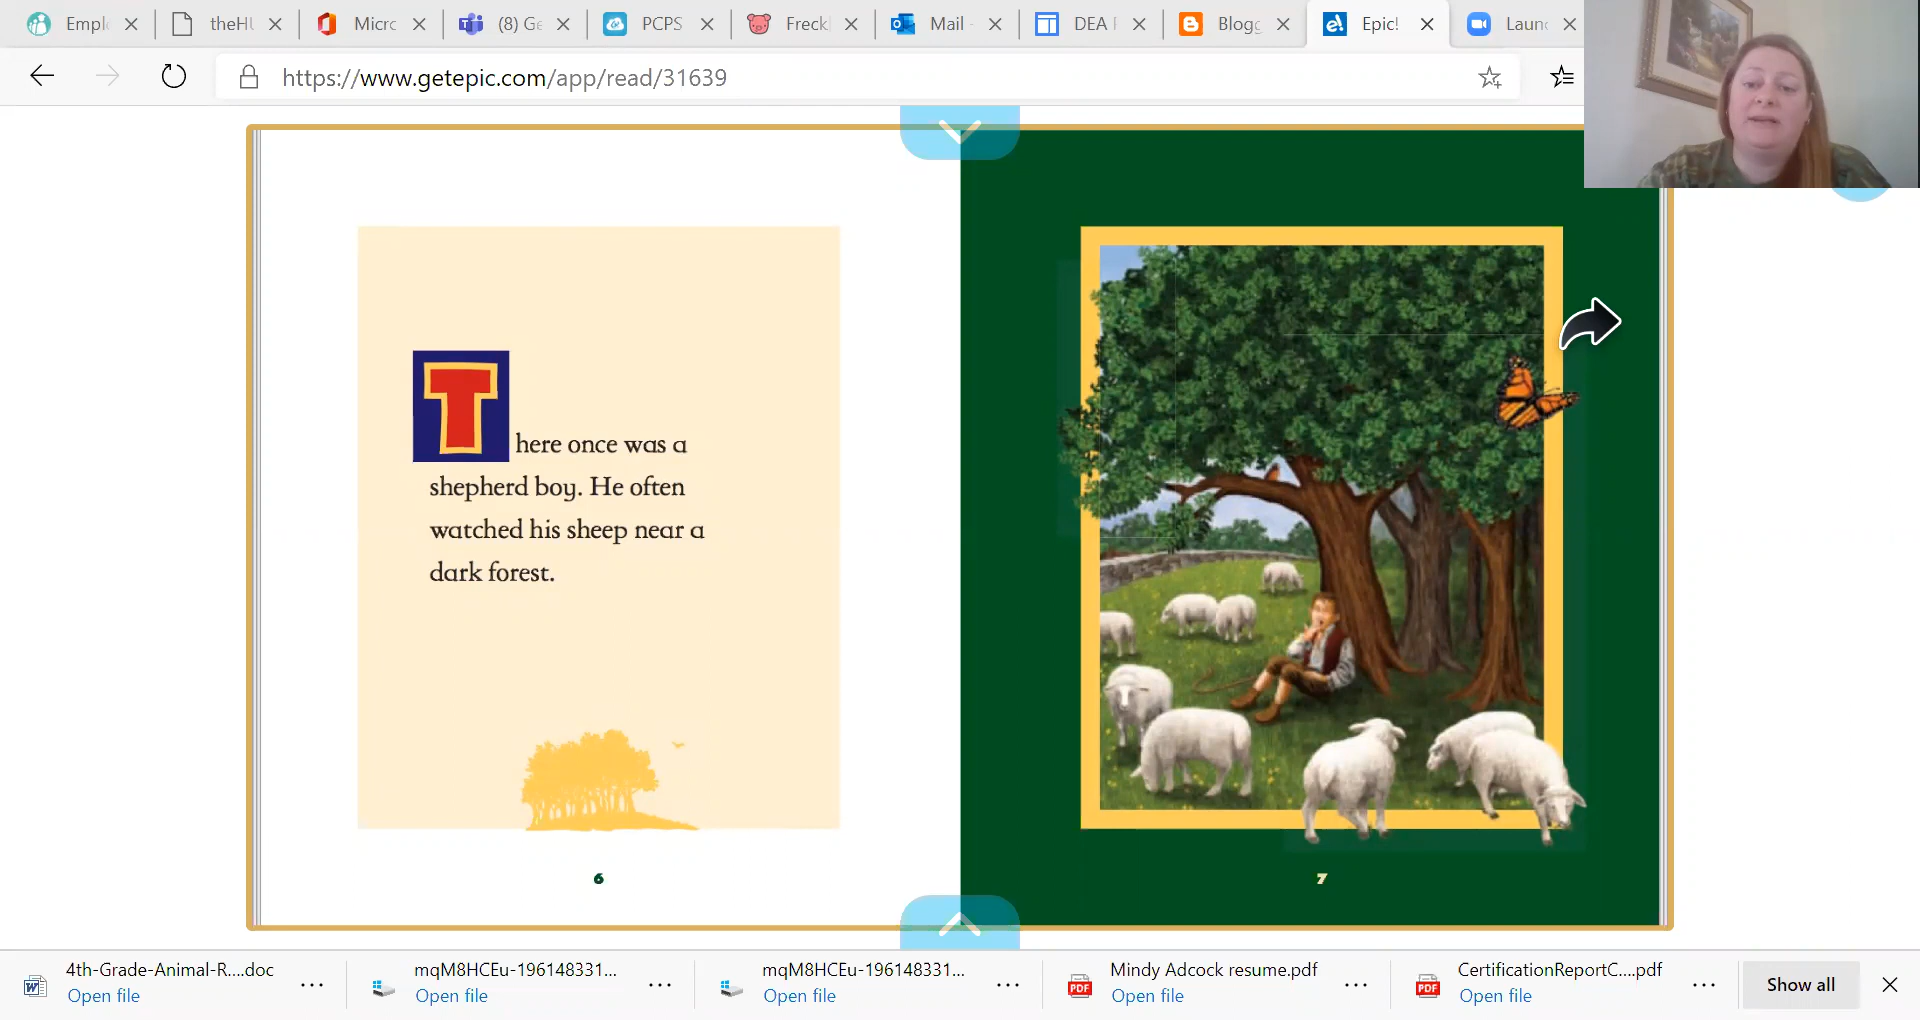 Empl
theHU
Micro
(8) Ge
PCPS
Freckl
Mail -
DEA F
Blogg
Epic!
Launc
https://www.getepic.com/app/read/31639
There once was a
shepherd boy. He often
watched his sheep near a
dark forest.
6
7
4th-Grade-Animal-R....doc
Open file
mqM8HCEu-196148331...
Open file
mqM8HCEu-196148331...
Open file
Mindy Adcock resume.pdf
Open file
CertificationReportC....pdf
Open file
Show all